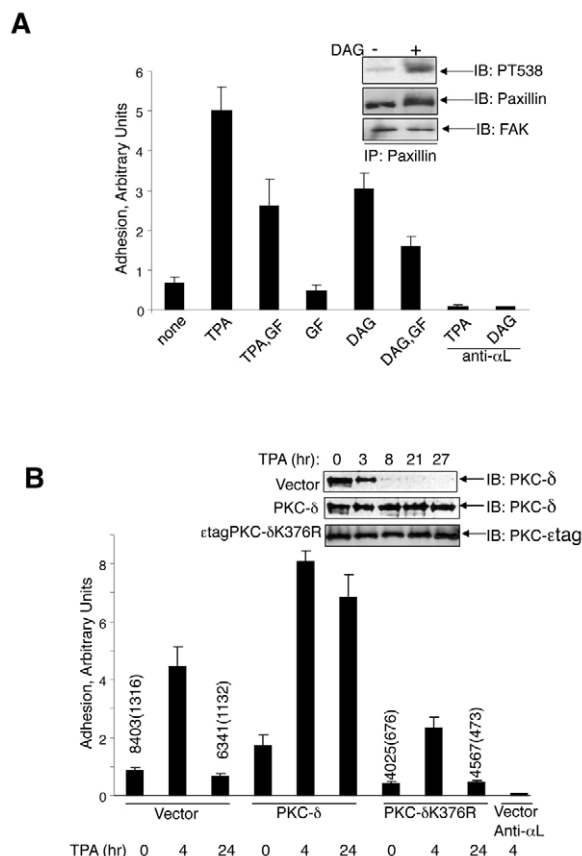 A
DAG - +
IB: PT538
IB: Paxillin
IB: FAK
IP: Paxillin
Adhesion, Arbitrary Units
6
5
4
3
2
1
0
none
TPA
TPA,GF
GF
DAG
DAG,GF
TPA
DAG
anti-αL
B
TPA (hr): 0 3 8 21 27
Vector IB: PKC-δ
PKC-δ IB: PKC-δ
εtagPKC-δK376R IB: PKC-εtag
Adhesion, Arbitrary Units
8
6
4
2
0
8403(1316)
6341(1132)
4025(676)
4567(473)
Vector PKC-δ PKC-δK376R Vector
Anti-αL
TPA (hr) 0 4 24 0 4 24 0 4 24 4